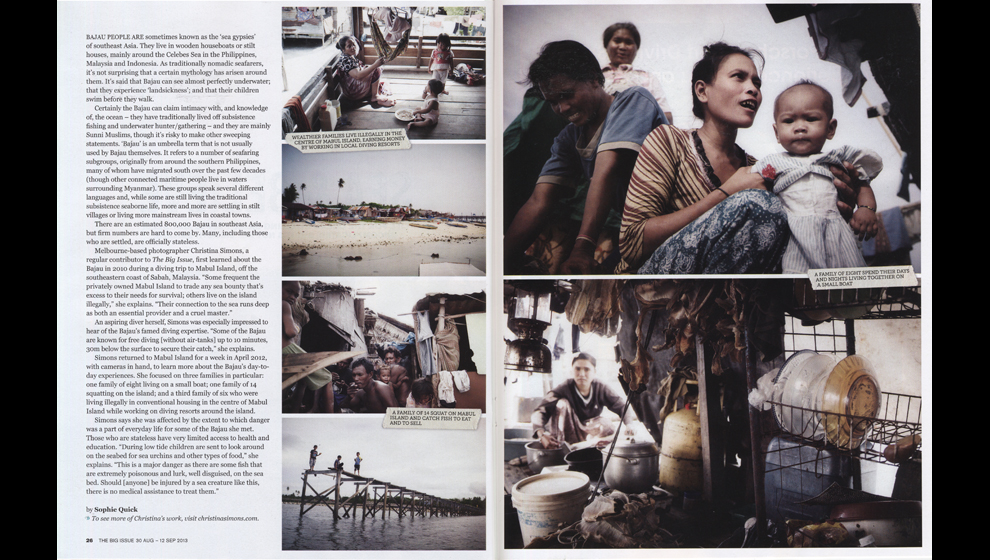 BAJAU PEOPLE ARE sometimes known as the 'sea gypsies'
of southeast Asia. They live in wooden houseboats or stilt
houses, mainly around the Celebes Sea in the Philippines,
Malaysia and Indonesia. As traditionally nomadic seafarers,
it's not surprising that a certain mythology has arisen around
them. It's said that Bajau can see almost perfectly underwater;
that they experience 'landsickness'; and that their children
swim before they walk.
Certainly the Bajau can claim intimacy with, and knowledge
of, the ocean – they have traditionally lived off subsistence
fishing and underwater hunter/gathering – and they are mainly
Sunni Muslims, though it's risky to make other sweeping
statements. 'Bajau' is an umbrella term that is not usually
used by Bajau themselves. It refers to a number of seafaring
subgroups, originally from around the southern Philippines,
many of whom have migrated south over the past few decades
(though other connected maritime people live in waters
surrounding Myanmar). These groups speak several different
languages and, while some are still living the traditional
subsistence seaborne life, more and more are settling in stilt
villages or living more mainstream lives in coastal towns.
There are an estimated 800,000 Bajau in southeast Asia,
but firm numbers are hard to come by. Many, including those
who are settled, are officially stateless.
Melbourne-based photographer Christina Simons, a
regular contributor to The Big Issue, first learned about the
Bajau in 2010 during a diving trip to Mabul Island, off the
southeastern coast of Sabah, Malaysia. "Some frequent the
privately owned Mabul Island to trade any sea bounty that's
excess to their needs for survival; others live on the island
illegally," she explains. "Their connection to the sea runs deep
as both an essential provider and a cruel master."
An aspiring diver herself, Simons was especially impressed to
hear of the Bajau's famed diving expertise. "Some of the Bajau
are known for free diving [without air-tanks] up to 10 minutes,
30m below the surface to secure their catch," she explains.
Simons returned to Mabul Island for a week in April 2012,
with cameras in hand, to learn more about the Bajau's day-to-
day experiences. She focused on three families in particular:
one family of eight living on a small boat; one family of 14
squatting on the island; and a third family of six who were
living illegally in conventional housing in the centre of Mabul
Island while working on diving resorts around the island.
Simons says she was affected by the extent to which danger
was a part of everyday life for some of the Bajau she met.
Those who are stateless have very limited access to health and
education. "During low tide children are sent to look around
on the seabed for sea urchins and other types of food," she
explains. "This is a major danger as there are some fish that
are extremely poisonous and lurk, well disguised, on the sea
bed. Should [anyone] be injured by a sea creature like this,
there is no medical assistance to treat them."
by Sophie Quick
» To see more of Christina's work, visit christinasimons.com.
26 THE BIG ISSUE 30 AUG – 12 SEP 2013
WEALTHIER FAMILIES LIVE ILLEGALLY IN THE
CENTRE OF MABUL ISLAND, EARNING MONEY
BY WORKING IN LOCAL DIVING RESORTS
A FAMILY OF 14 SQUAT ON MABUL
ISLAND AND CATCH FISH TO EAT
AND TO SELL
A FAMILY OF EIGHT SPEND THEIR DAYS
AND NIGHTS LIVING TOGETHER ON
A SMALL BOAT